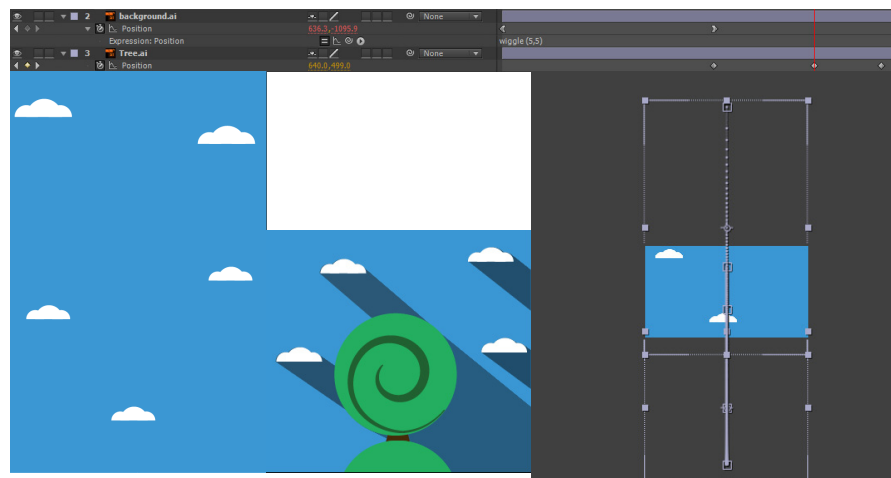 2 background.ai None
Position 636.3,-1095.9
Expression: Position wiggle (5,5)
3 Tree.ai None
Position 640.0,499.0